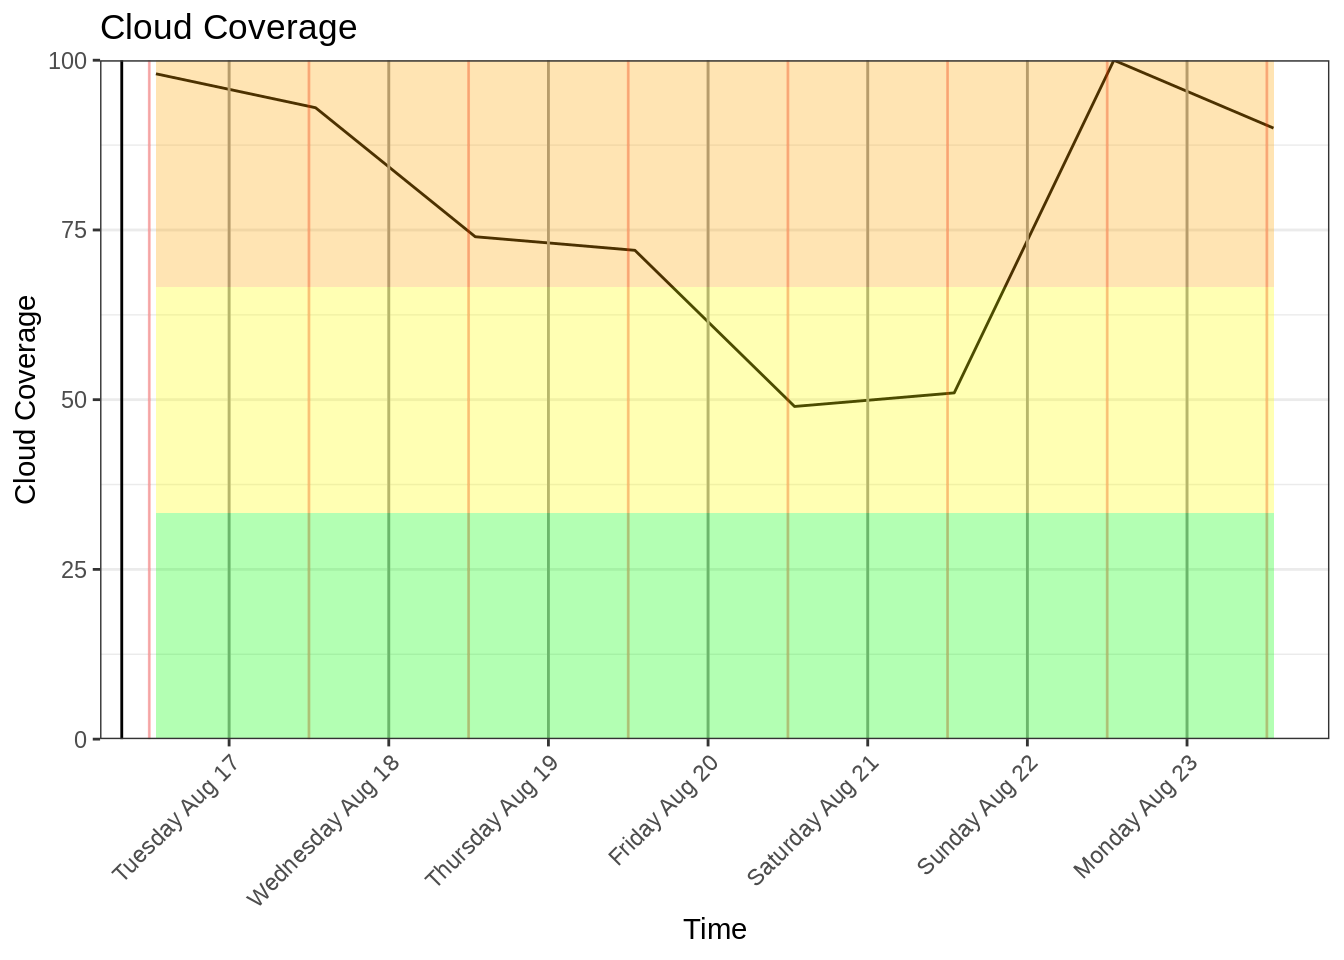 Cloud Coverage
100
75
50
25
0
Cloud Coverage
Tuesday Aug 17
Wednesday Aug 18
Thursday Aug 19
Friday Aug 20
Saturday Aug 21
Sunday Aug 22
Monday Aug 23
Time